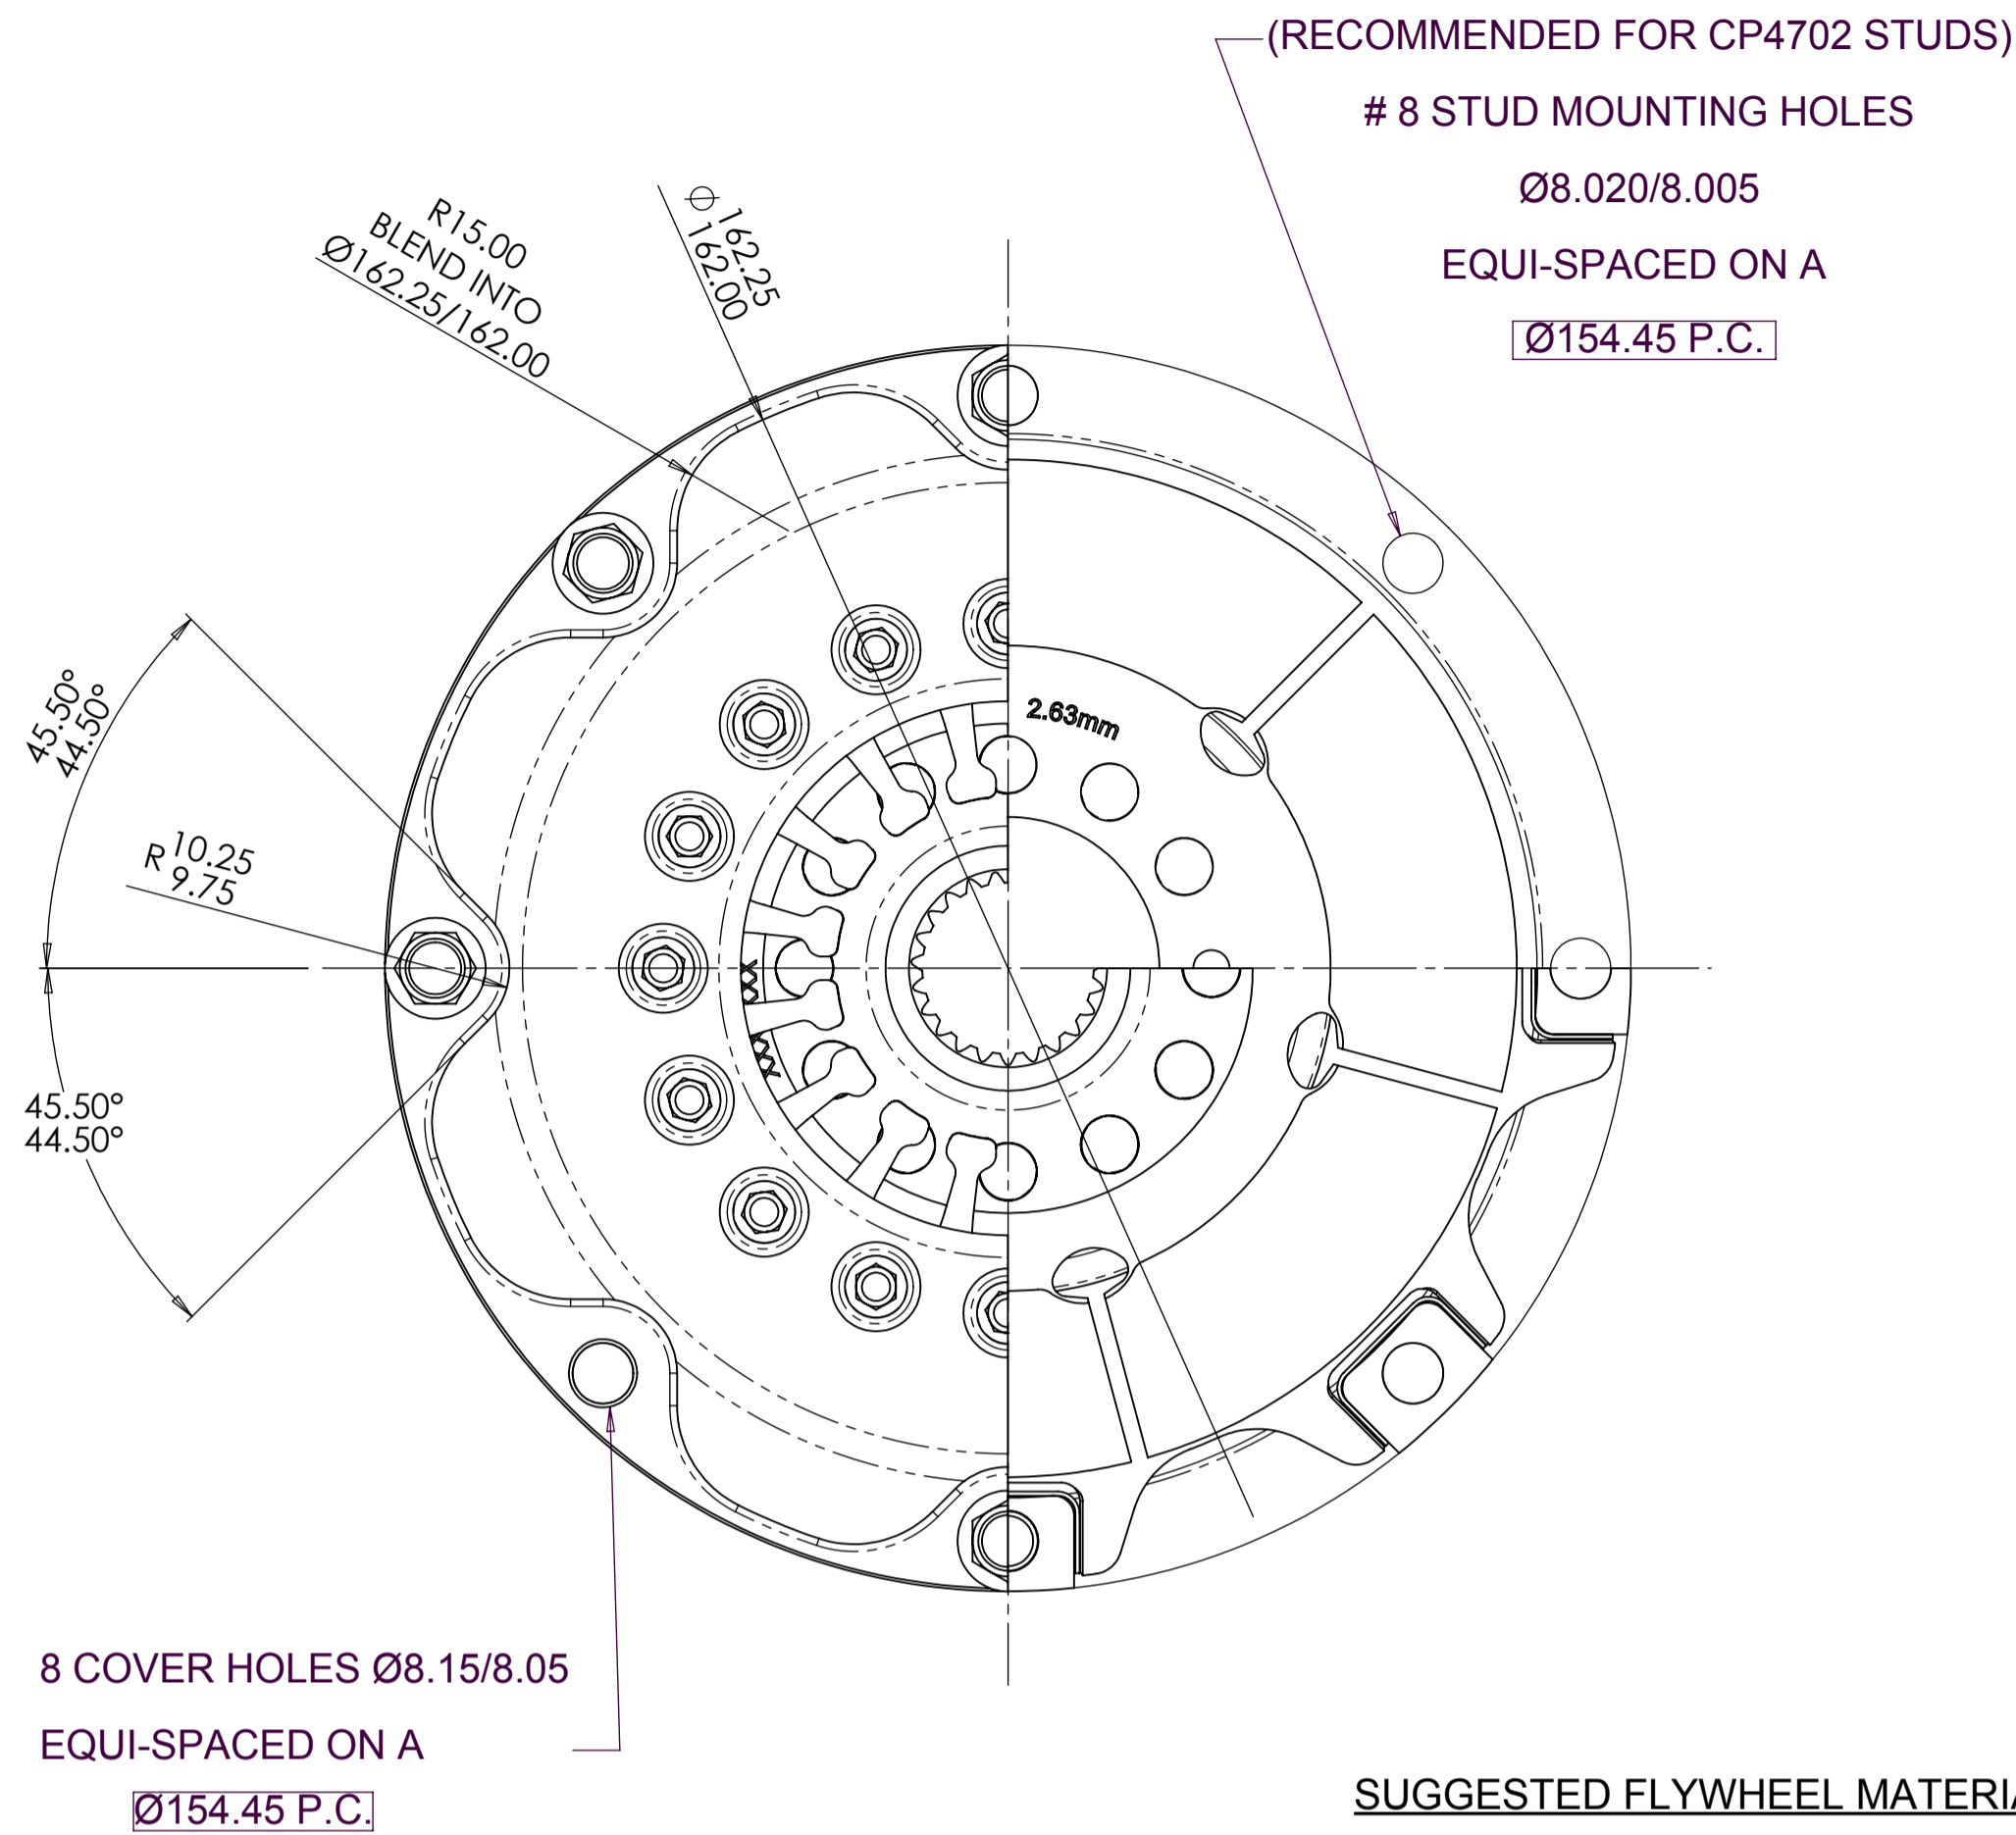 (RECOMMENDED FOR CP4702 STUDS)
# 8 STUD MOUNTING HOLES
Ø8.020/8.005
EQUI-SPACED ON A
Ø154.45 P.C.
R15.00
BLEND INTO
Ø162.25/162.00
Ø 162.25
162.00
45.50°
44.50°
R 10.25
9.75
45.50°
44.50°
2.63mm
XXX
XXX
8 COVER HOLES Ø8.15/8.05
EQUI-SPACED ON A
Ø154.45 P.C.
SUGGESTED FLYWHEEL MATERIA